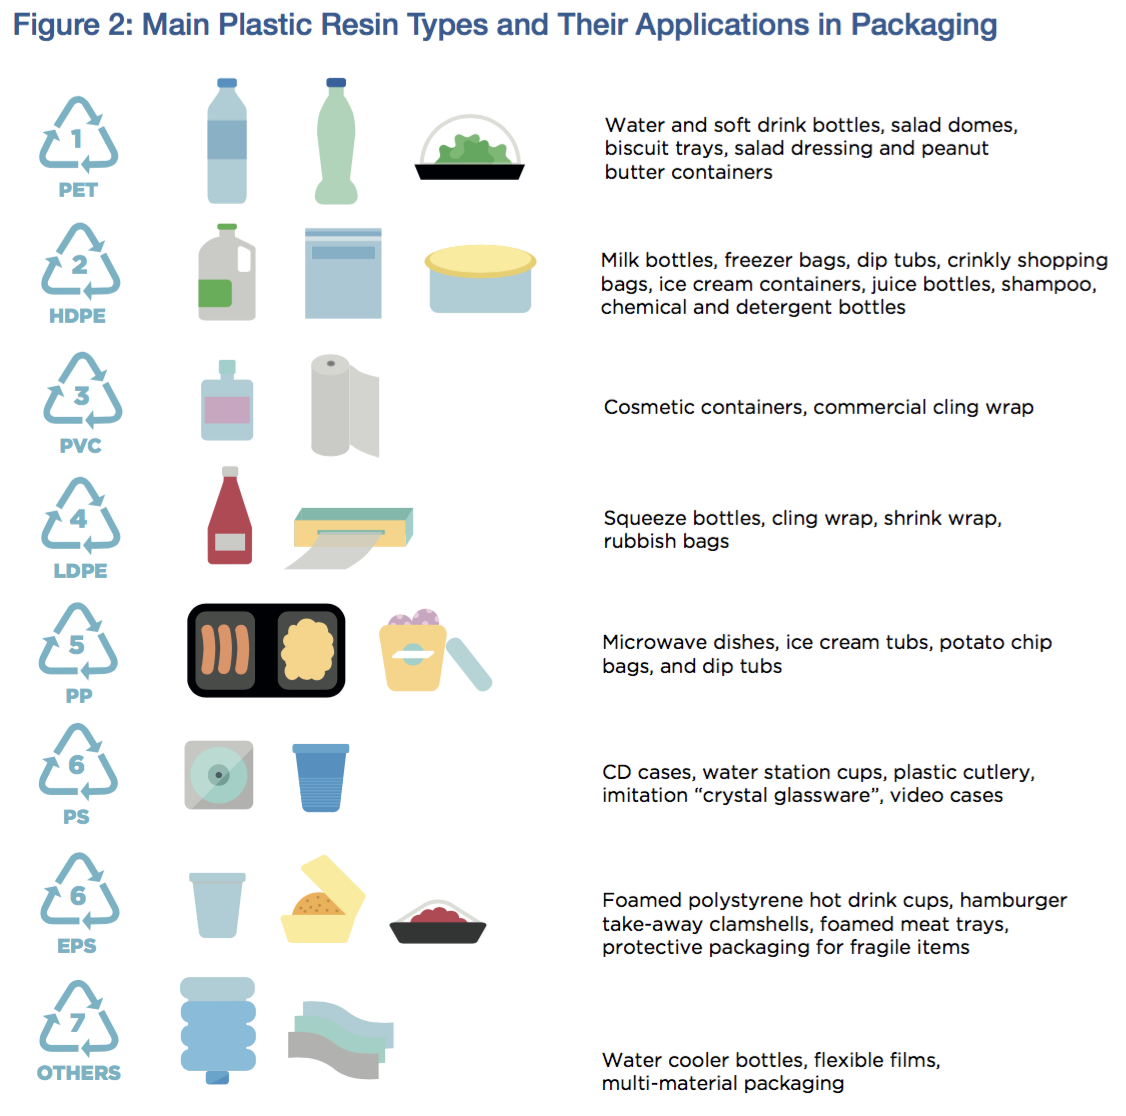 Figure 2: Main Plastic Resin Types and Their Applications in Packaging
1
PET
Water and soft drink bottles, salad domes,
biscuit trays, salad dressing and peanut
butter containers
2
HDPE
Milk bottles, freezer bags, dip tubs, crinkly shopping
bags, ice cream containers, juice bottles, shampoo,
chemical and detergent bottles
3
PVC
Cosmetic containers, commercial cling wrap
4
LDPE
Squeeze bottles, cling wrap, shrink wrap,
rubbish bags
5
PP
Microwave dishes, ice cream tubs, potato chip
bags, and dip tubs
6
PS
CD cases, water station cups, plastic cutlery,
imitation “crystal glassware”, video cases
6
EPS
Foamed polystyrene hot drink cups, hamburger
take-away clamshells, foamed meat trays,
protective packaging for fragile items
7
OTHERS
Water cooler bottles, flexible films,
multi-material packaging